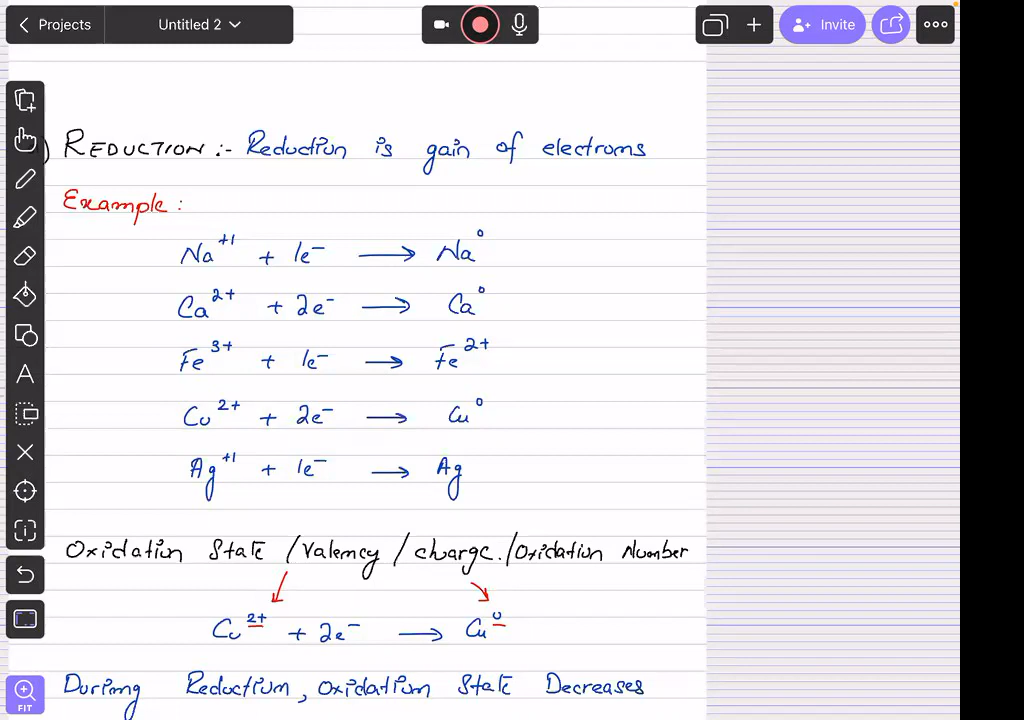 Projects
Untitled 2
Invite
) REDUCTION :- Reduction is gain of electrons
Example :
Na⁺¹ + 1e⁻ ⟶ Na⁰
Ca²⁺ + 2e⁻ ⟶ Ca⁰
Fe³⁺ + 1e⁻ ⟶ Fe²⁺
Cu²⁺ + 2e⁻ ⟶ Cu⁰
Ag⁺¹ + 1e⁻ ⟶ Ag
Oxidation State / Valency / charge. / Oxidation Number
Cu²⁺ + 2e⁻ ⟶ Cu⁰
During Reduction, Oxidation State Decreases
FIT